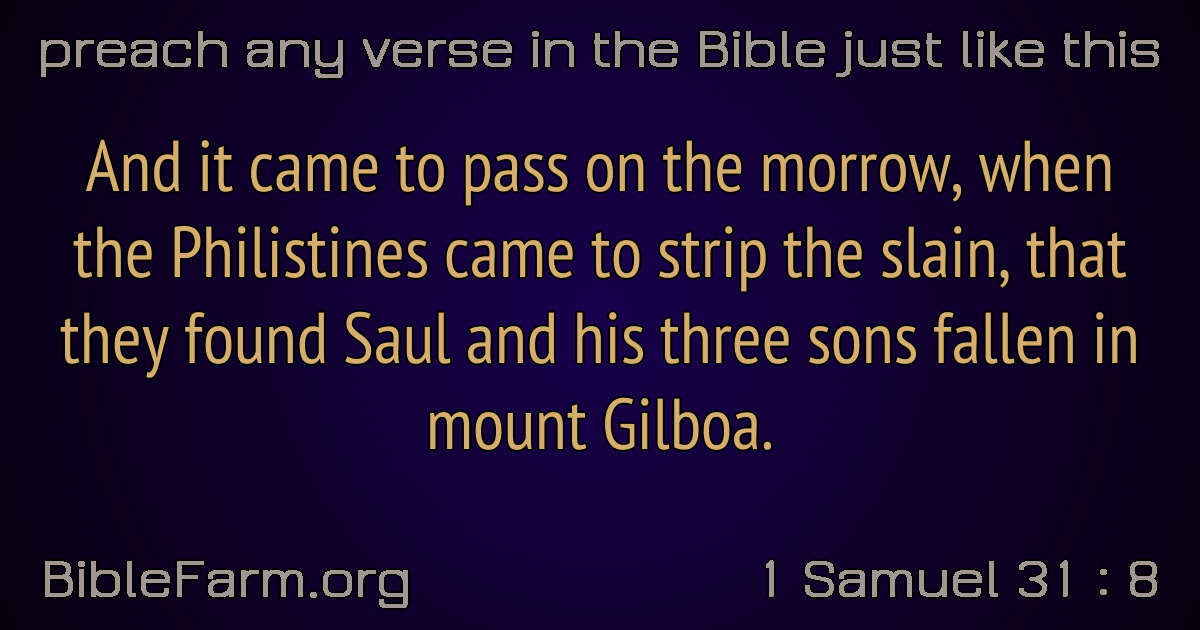 preach any verse in the Bible just like this
And it came to pass on the morrow, when
the Philistines came to strip the slain, that
they found Saul and his three sons fallen in
mount Gilboa.
BibleFarm.org
1 Samuel 31 : 8